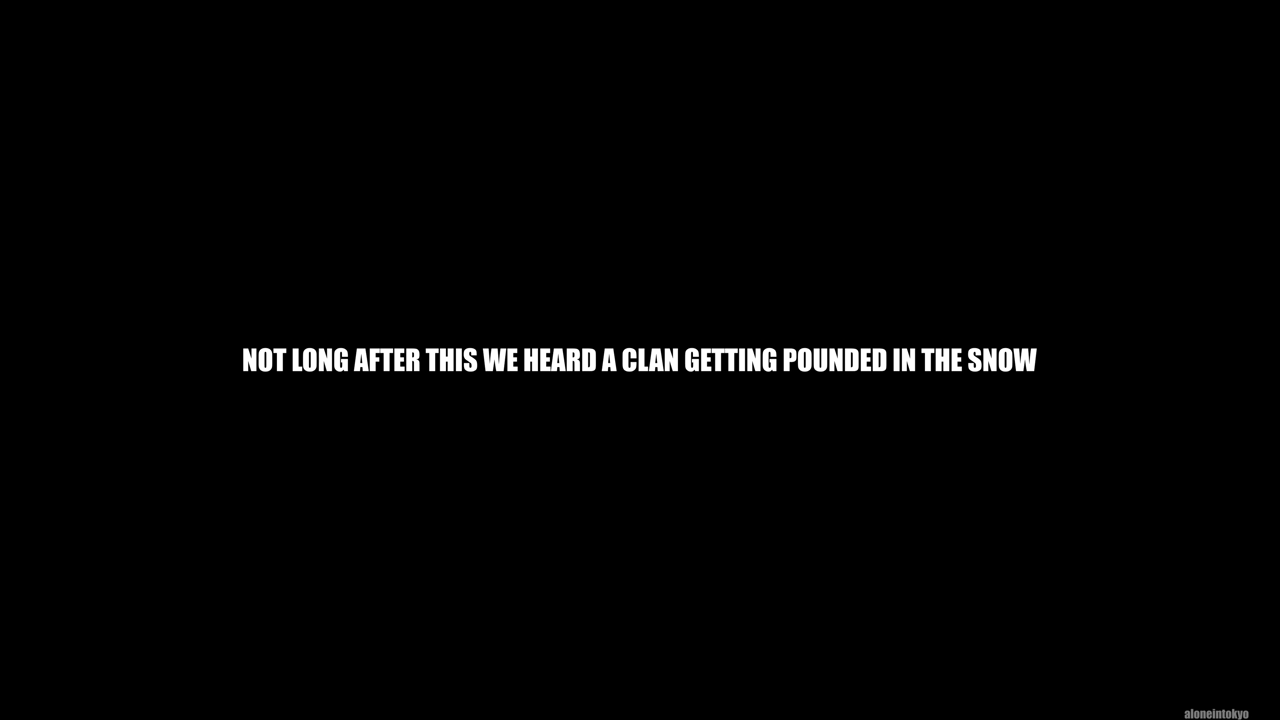 NOT LONG AFTER THIS WE HEARD A CLAN GETTING POUNDED IN THE SNOW
aloneintokyo